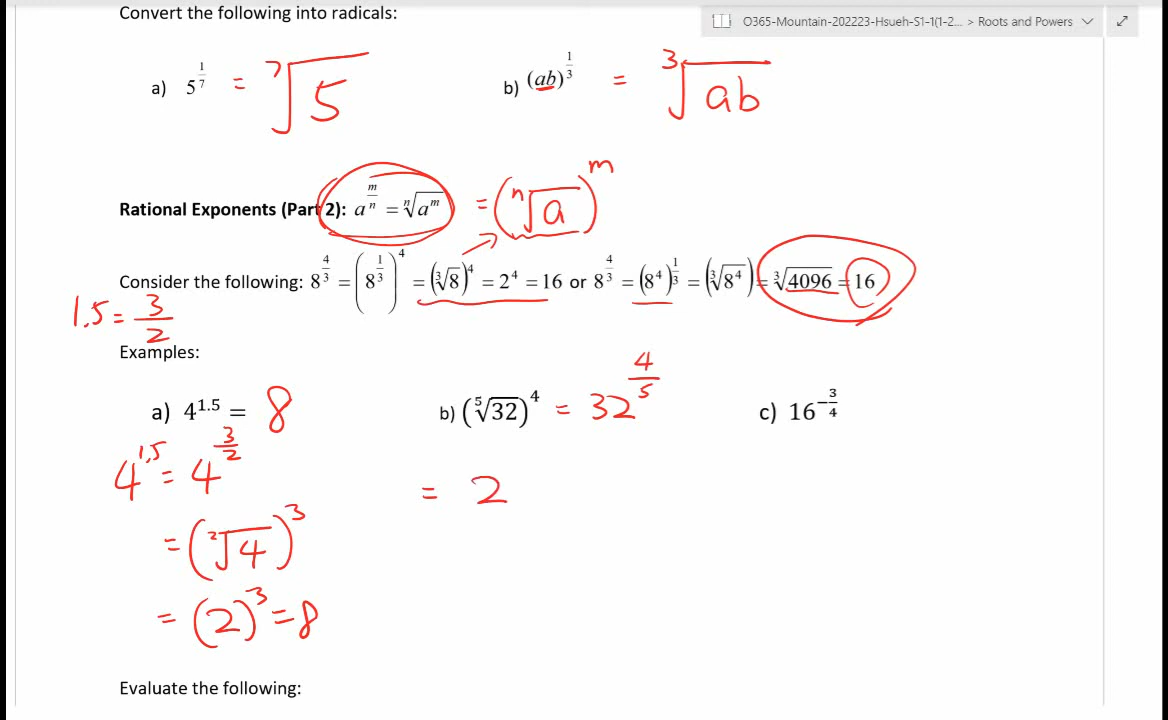 Convert the following into radicals:
O365-Mountain-202223-Hsueh-S1-1(1-2... > Roots and Powers
a) 5^(1/7) = ⁷√5    b) (ab)^(1/3) = ³√(ab)
Rational Exponents (Part 2): a^(m/n) = ⁿ√(a^m) = (ⁿ√a)^m
Consider the following: 8^(4/3) = (8^(1/3))^4 = (³√8)^4 = 2^4 = 16 or 8^(4/3) = (8^4)^(1/3) = (³√(8^4)) = ³√4096 = 16
1.5 = 3/2
Examples:
a) 4^1.5 = 8    b) (⁵√32)^4 = 32^(4/5)    c) 16^(-3/4)
4^1.5 = 4^(3/2)
= 2
= (²√4)^3
= (2)^3 = 8
Evaluate the following: